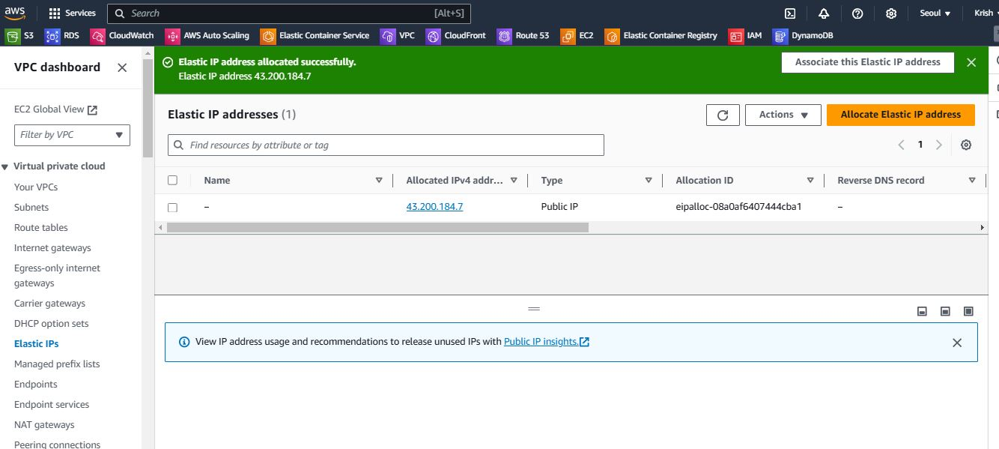 aws Services Search [Alt+S] Seoul Krish
S3 RDS CloudWatch AWS Auto Scaling Elastic Container Service VPC CloudFront Route 53 EC2 Elastic Container Registry IAM DynamoDB
VPC dashboard
EC2 Global View
Filter by VPC
Virtual private cloud
Your VPCs
Subnets
Route tables
Internet gateways
Egress-only internet
gateways
Carrier gateways
DHCP option sets
Elastic IPs
Managed prefix lists
Endpoints
Endpoint services
NAT gateways
Peering connections
Elastic IP address allocated successfully.
Elastic IP address 43.200.184.7
Associate this Elastic IP address
Elastic IP addresses (1)
Actions
Allocate Elastic IP address
Find resources by attribute or tag
1
Name Allocated IPv4 addr... Type Allocation ID Reverse DNS record
– 43.200.184.7 Public IP eipalloc-08a0af6407444cba1 –
View IP address usage and recommendations to release unused IPs with Public IP insights.